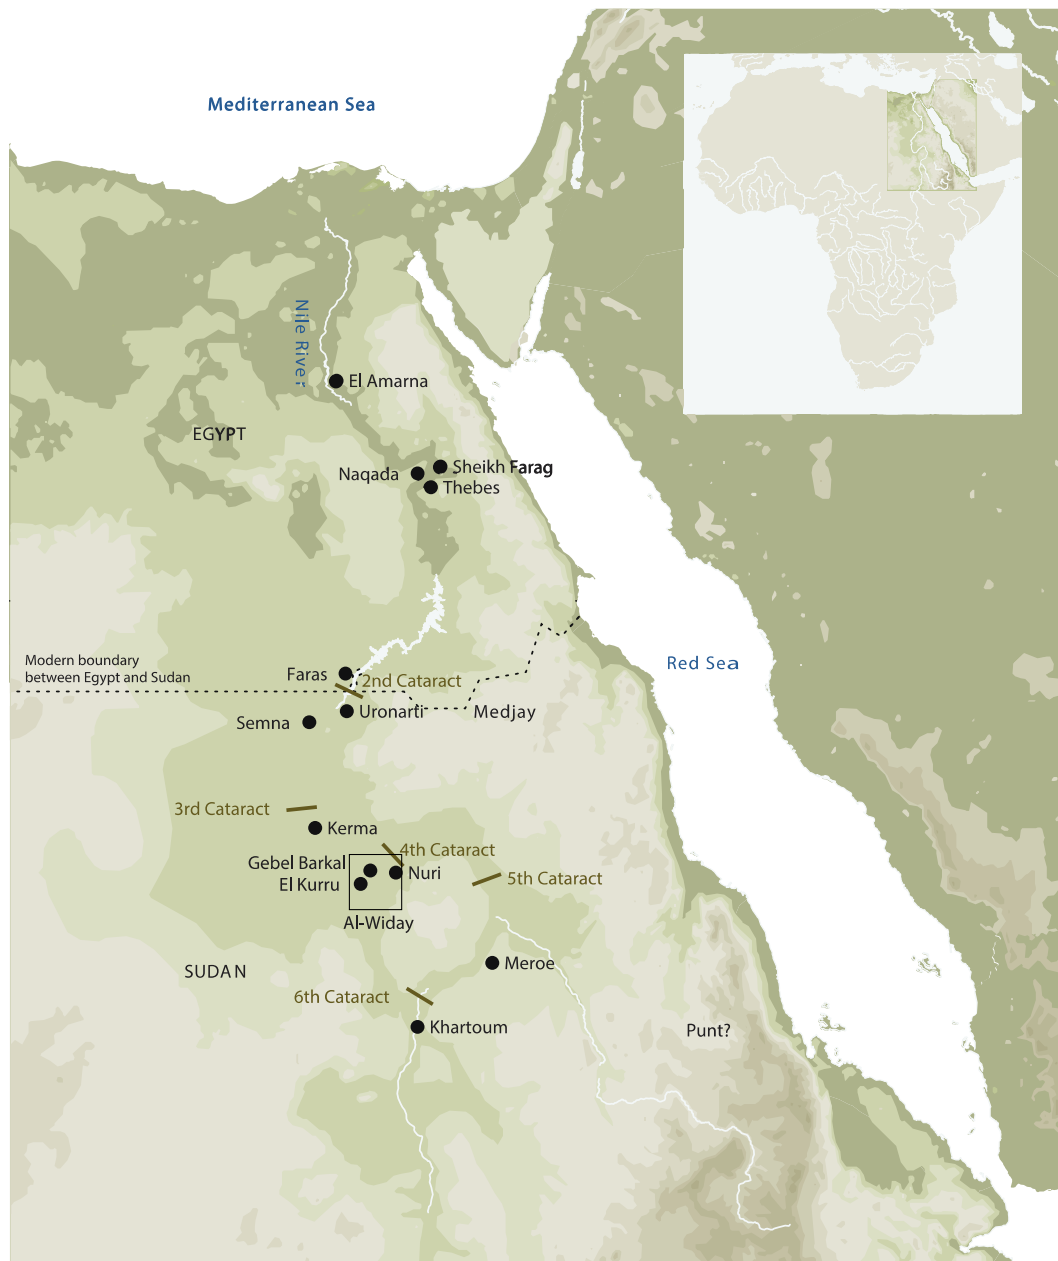 Mediterranean Sea
Nile River
El Amarna
EGYPT
Sheikh Farag
Naqada
Thebes
Red Sea
Modern boundary
between Egypt and Sudan
Faras
2nd Cataract
Uronarti
Medjay
Semna
3rd Cataract
Kerma
4th Cataract
Gebel Barkal
Nuri
5th Cataract
El Kurru
Al-Widay
Meroe
SUDAN
6th Cataract
Khartoum
Punt?